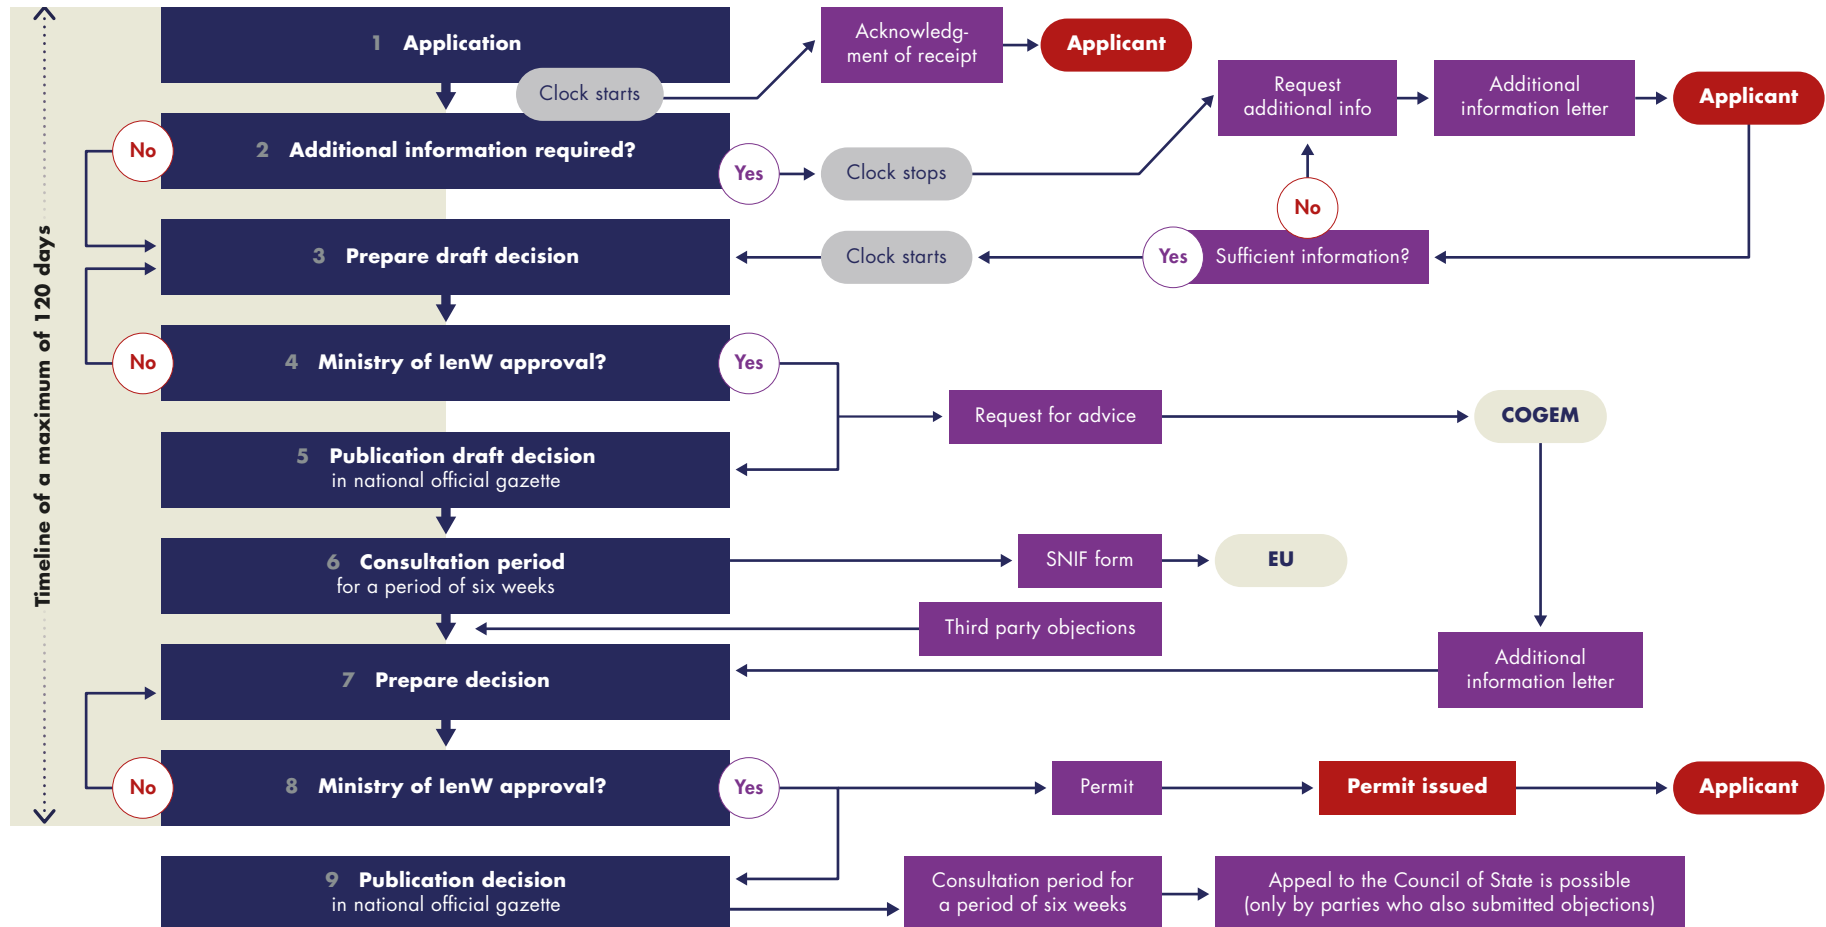 Timeline of a maximum of 120 days
1 Application
Clock starts
Acknowledg-
ment of receipt
Applicant
2 Additional information required?
No
Yes
Clock stops
Request
additional info
Additional
information letter
Applicant
No
3 Prepare draft decision
Clock starts
Yes
Sufficient information?
4 Ministry of IenW approval?
No
Yes
Request for advice
COGEM
5 Publication draft decision
in national official gazette
6 Consultation period
for a period of six weeks
SNIF form
EU
Third party objections
7 Prepare decision
Additional
information letter
8 Ministry of IenW approval?
No
Yes
Permit
Permit issued
Applicant
9 Publication decision
in national official gazette
Consultation period for
a period of six weeks
Appeal to the Council of State is possible
(only by parties who also submitted objections)